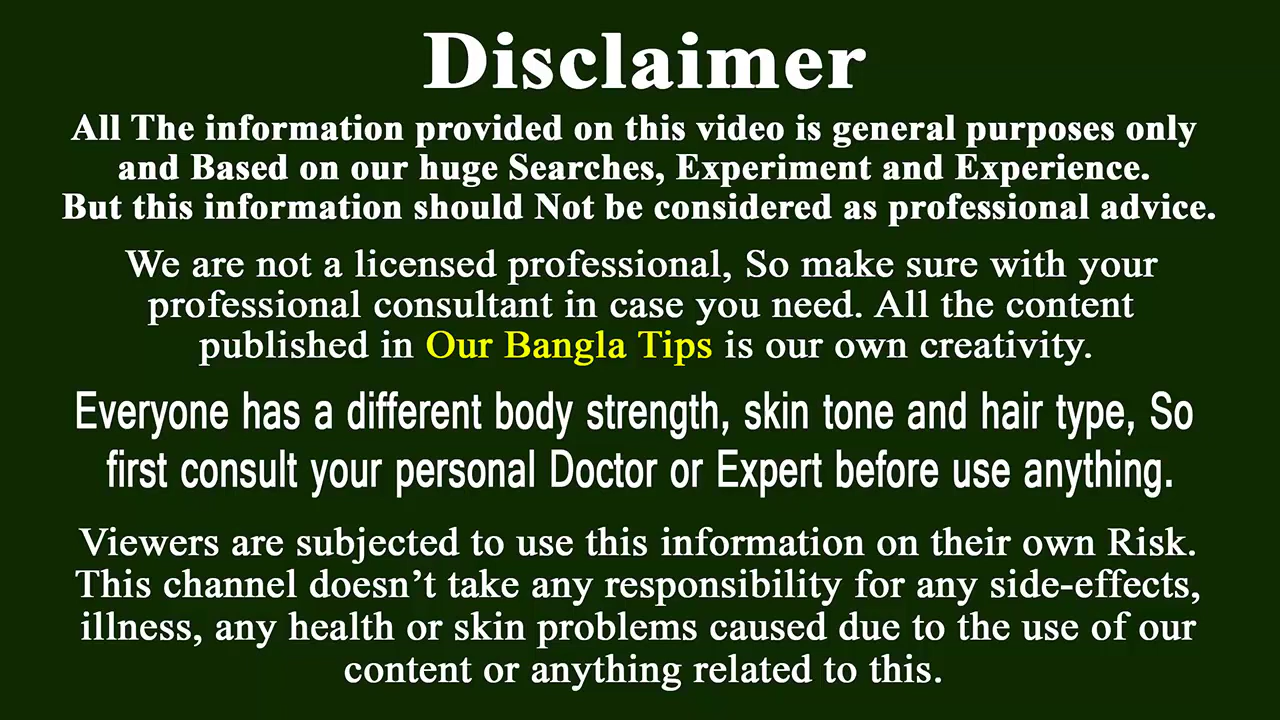 Disclaimer
All The information provided on this video is general purposes only
and Based on our huge Searches, Experiment and Experience.
But this information should Not be considered as professional advice.
We are not a licensed professional, So make sure with your
professional consultant in case you need. All the content
published in Our Bangla Tips is our own creativity.
Everyone has a different body strength, skin tone and hair type, So
first consult your personal Doctor or Expert before use anything.
Viewers are subjected to use this information on their own Risk.
This channel doesn’t take any responsibility for any side-effects,
illness, any health or skin problems caused due to the use of our
content or anything related to this.